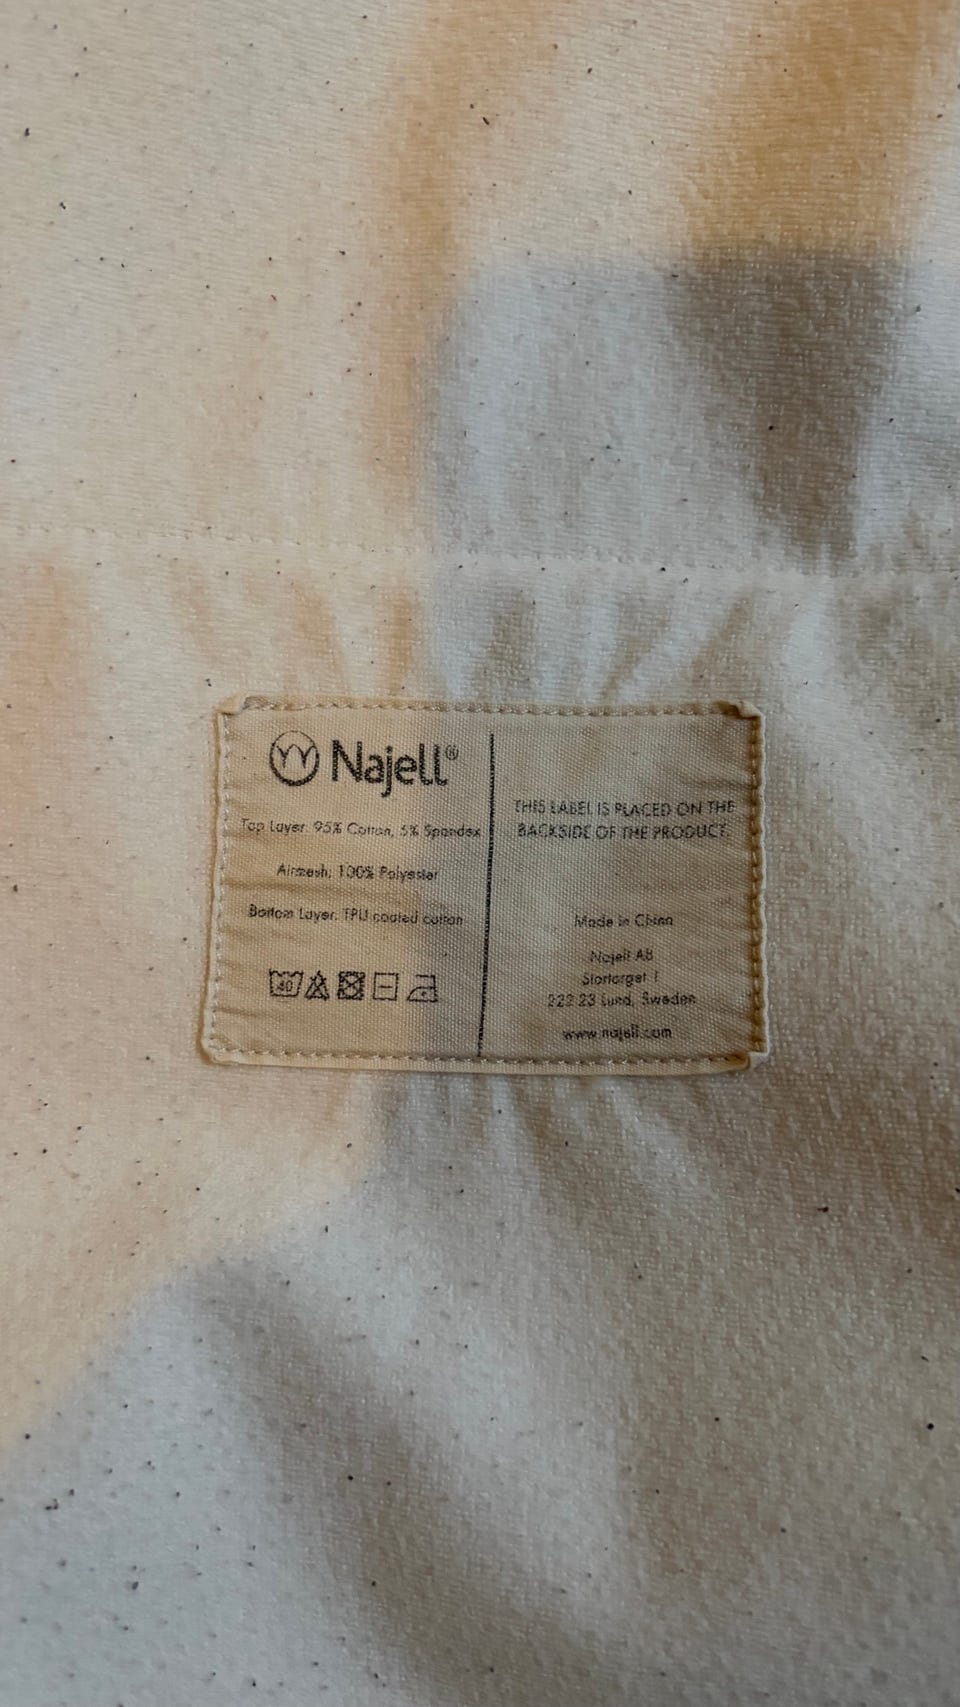 Najell®
Top Layer: 95% Cotton, 5% Spandex
Airmesh: 100% Polyester
Bottom Layer: TPU coated cotton
40
THIS LABEL IS PLACED ON THE
BACKSIDE OF THE PRODUCT.
Made in China
Najell AB
Stortorget 1
222 23 Lund, Sweden
www.najell.com